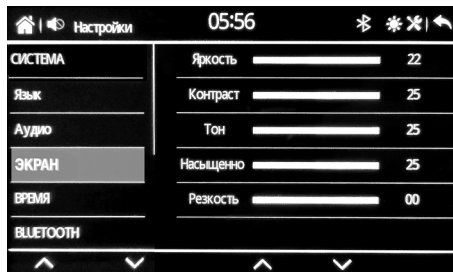 Настройки 05:56
СИСТЕМА
Язык
Аудио
ЭКРАН
ВРЕМЯ
BLUETOOTH
Яркость 22
Контраст 25
Тон 25
Насыщенно 25
Резкость 00